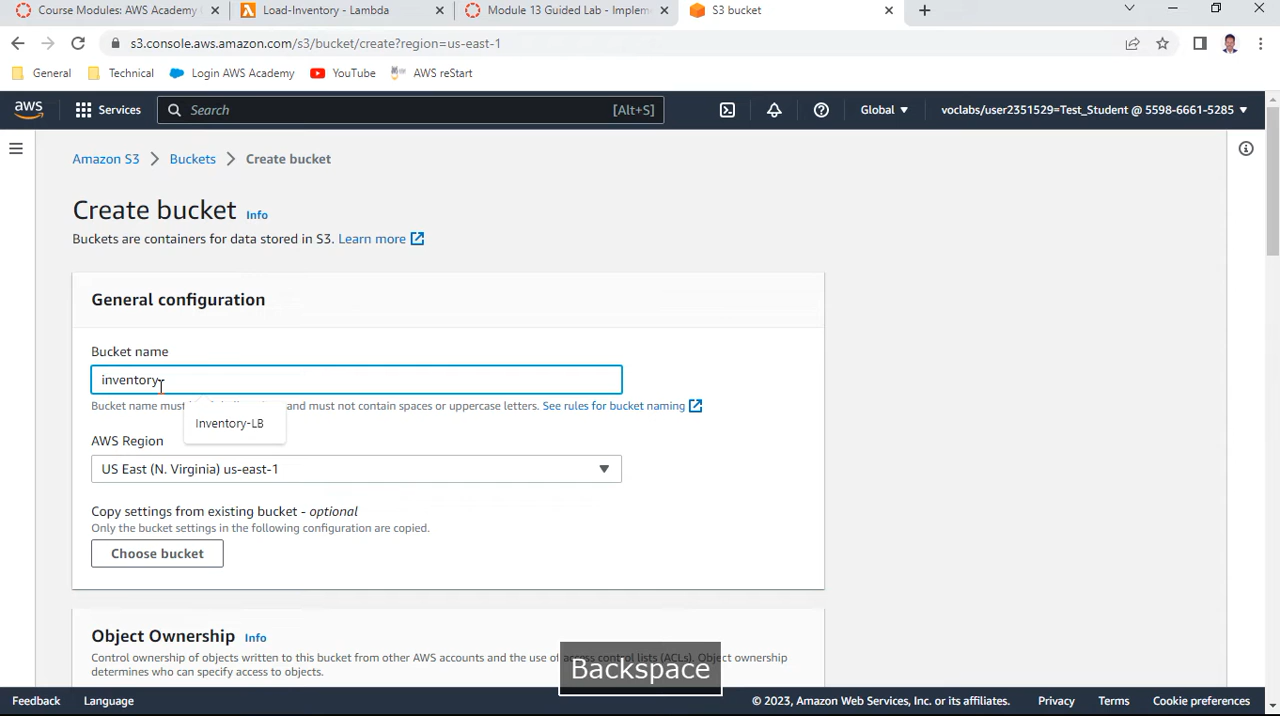 Course Modules: AWS Academy
Load-Inventory - Lambda
Module 13 Guided Lab - Impleme
S3 bucket
s3.console.aws.amazon.com/s3/bucket/create?region=us-east-1
General
Technical
Login AWS Academy
YouTube
AWS reStart
aws
Services
Search
[Alt+S]
Global
voclabs/user2351529=Test_Student @ 5598-6661-5285
Amazon S3
Buckets
Create bucket
Create bucket
Info
Buckets are containers for data stored in S3. Learn more
General configuration
Bucket name
inventory-
Bucket name must and must not contain spaces or uppercase letters. See rules for bucket naming
Inventory-LB
AWS Region
US East (N. Virginia) us-east-1
Copy settings from existing bucket - optional
Only the bucket settings in the following configuration are copied.
Choose bucket
Object Ownership
Info
Control ownership of objects written to this bucket from other AWS accounts and the use of access control lists (ACLs). Object ownership
determines who can specify access to objects.
Backspace
Feedback
Language
© 2023, Amazon Web Services, Inc. or its affiliates.
Privacy
Terms
Cookie preferences